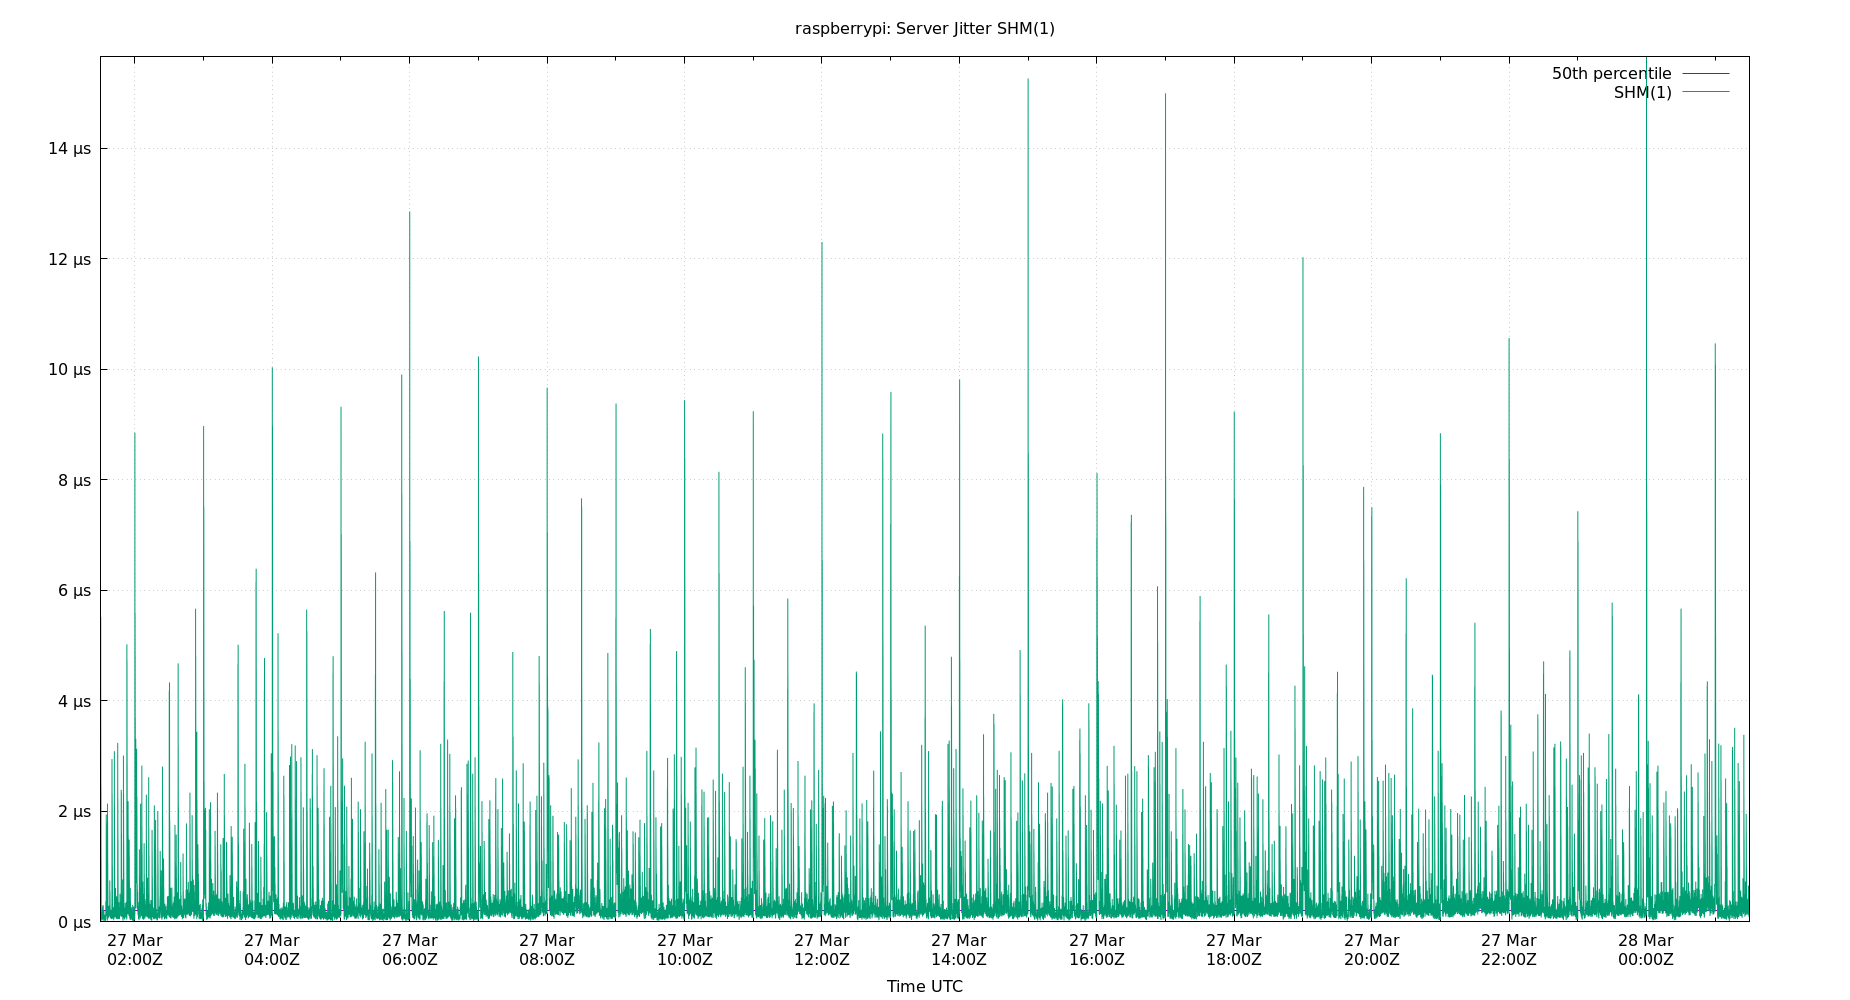 raspberrypi: Server Jitter SHM(1)
50th percentile
SHM(1)
14 µs
12 µs
10 µs
8 µs
6 µs
4 µs
2 µs
0 µs
27 Mar 27 Mar 27 Mar 27 Mar 27 Mar 27 Mar 27 Mar 27 Mar 27 Mar 27 Mar 27 Mar 28 Mar
02:00Z 04:00Z 06:00Z 08:00Z 10:00Z 12:00Z 14:00Z 16:00Z 18:00Z 20:00Z 22:00Z 00:00Z
Time UTC